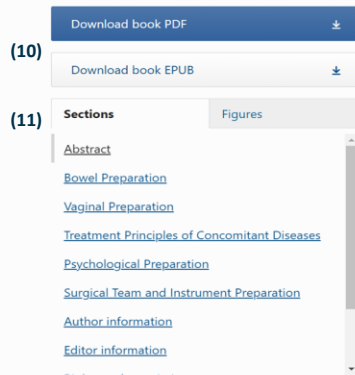 Download book PDF
(10)
Download book EPUB
(11) Sections Figures
Abstract
Bowel Preparation
Vaginal Preparation
Treatment Principles of Concomitant Diseases
Psychological Preparation
Surgical Team and Instrument Preparation
Author information
Editor information